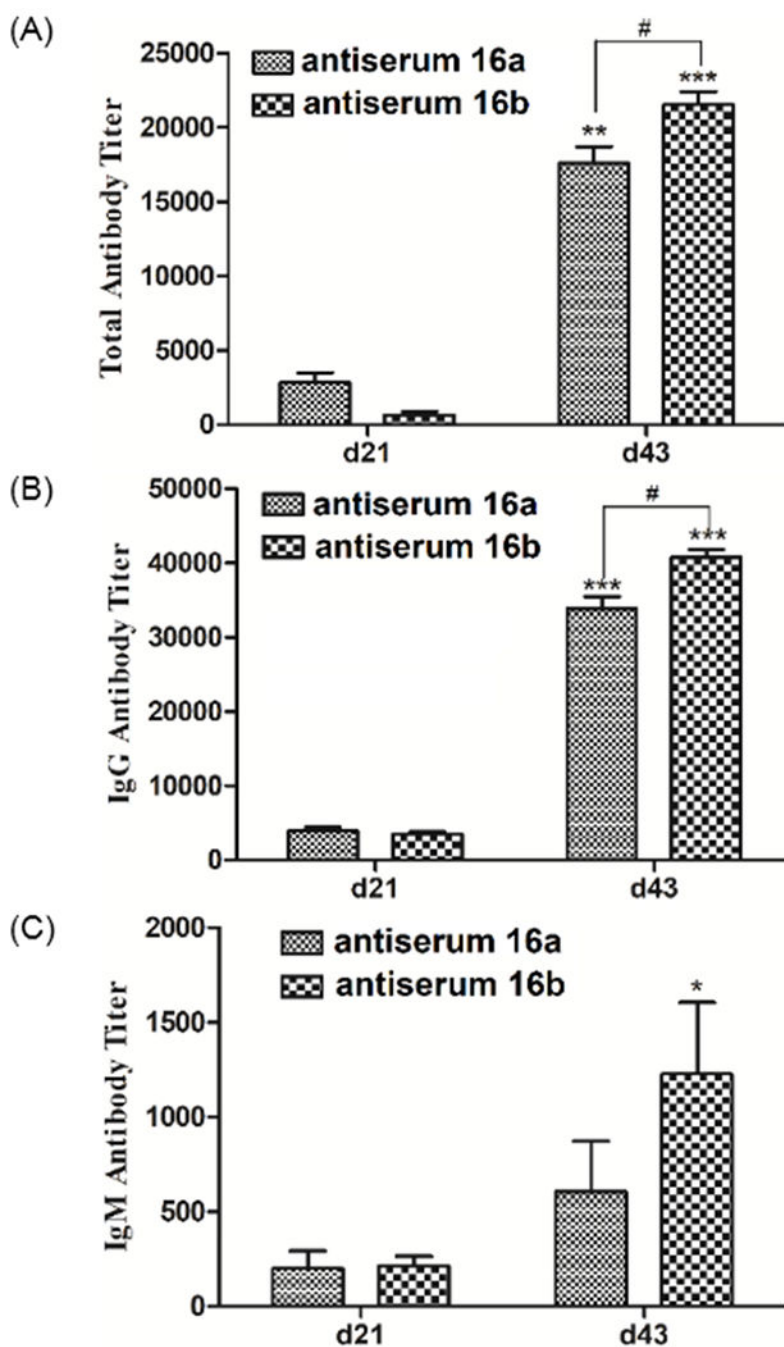 (A)
Total Antibody Titer
25000
20000
15000
10000
5000
0
antiserum 16a
antiserum 16b
#
**
***
d21
d43
(B)
IgG Antibody Titer
50000
40000
30000
20000
10000
0
antiserum 16a
antiserum 16b
#
***
***
d21
d43
(C)
IgM Antibody Titer
2000
1500
1000
500
0
antiserum 16a
antiserum 16b
*
d21
d43